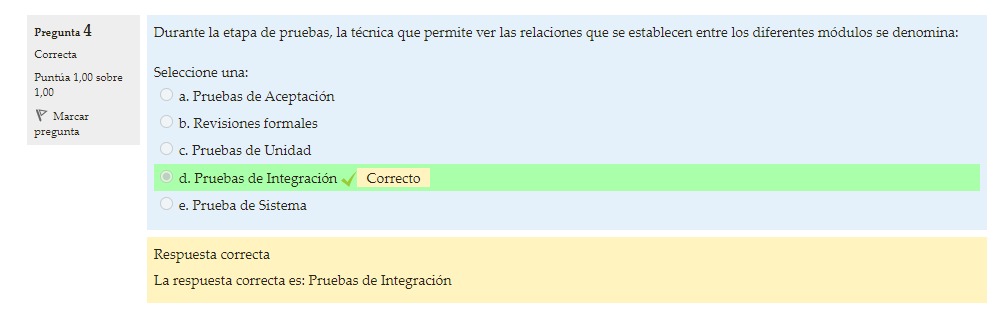 Pregunta 4
Correcta
Puntúa 1,00 sobre
1,00
Marcar
pregunta
Durante la etapa de pruebas, la técnica que permite ver las relaciones que se establecen entre los diferentes módulos se denomina:
Seleccione una:
a. Pruebas de Aceptación
b. Revisiones formales
c. Pruebas de Unidad
d. Pruebas de Integración Correcto
e. Prueba de Sistema
Respuesta correcta
La respuesta correcta es: Pruebas de Integración